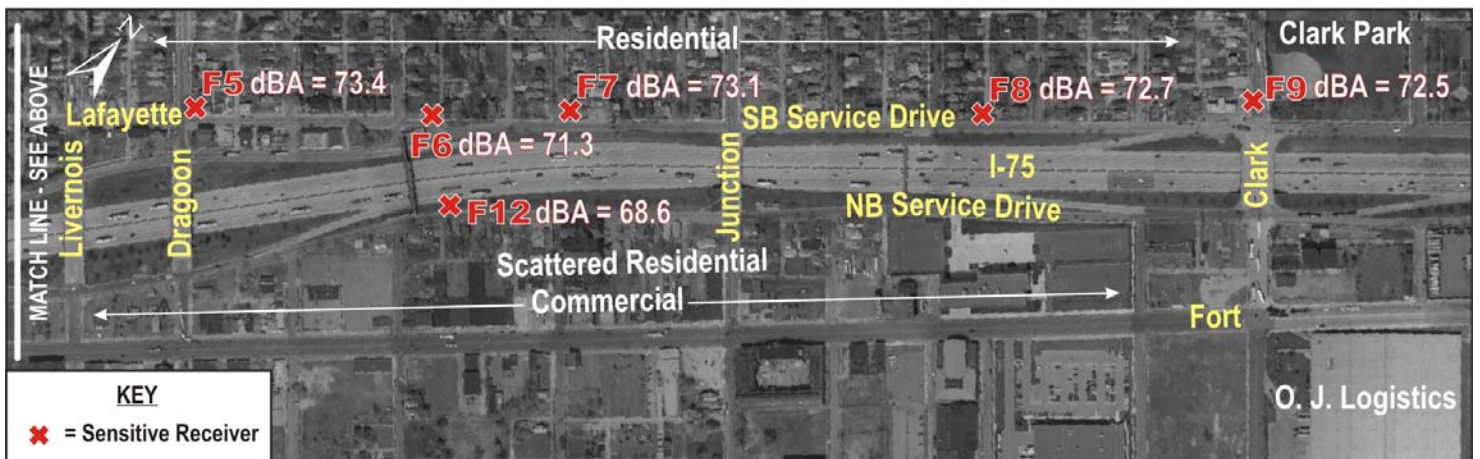 MATCH LINE - SEE ABOVE
N
Residential
Clark Park
F5 dBA = 73.4
F7 dBA = 73.1
F8 dBA = 72.7
F9 dBA = 72.5
Lafayette
SB Service Drive
F6
dBA = 71.3
Livernois
Dragoon
Junction
I-75
Clark
F12 dBA = 68.6
NB Service Drive
Scattered Residential
Commercial
Fort
KEY
= Sensitive Receiver
O. J. Logistics